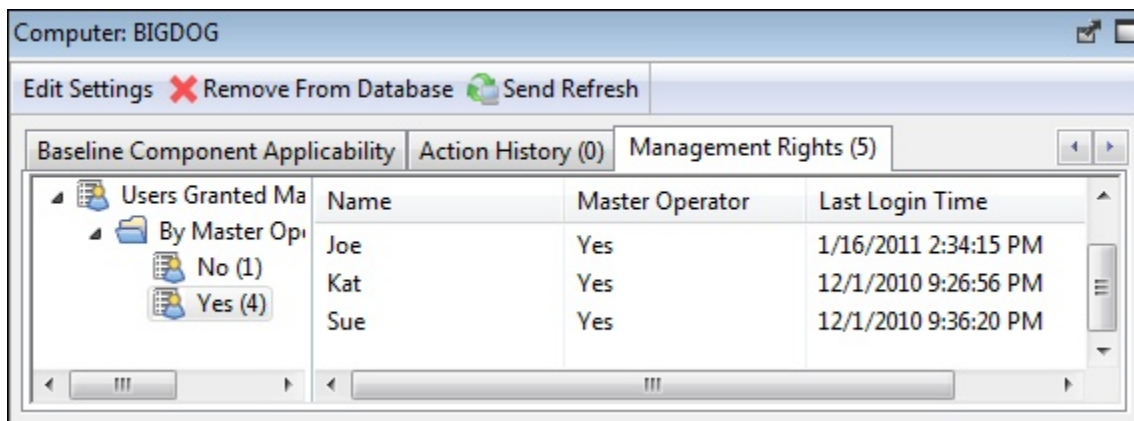 Computer: BIGDOG
Edit Settings Remove From Database Send Refresh
Baseline Component Applicability Action History (0) Management Rights (5)
Users Granted Ma
By Master Op
No (1)
Yes (4)
Name Master Operator Last Login Time
Joe Yes 1/16/2011 2:34:15 PM
Kat Yes 12/1/2010 9:26:56 PM
Sue Yes 12/1/2010 9:36:20 PM